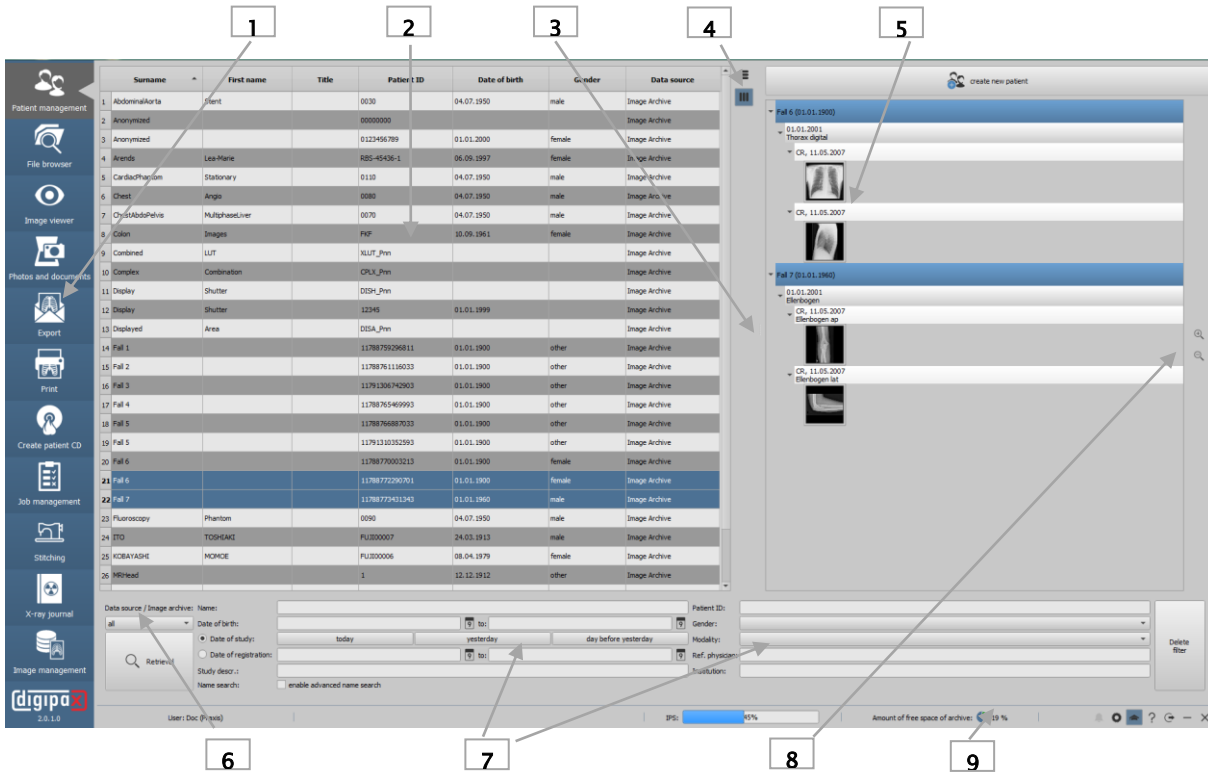 1 2 3 4 5
Patient management
File browser
Image viewer
Photos and documents
Export
Print
Create patient CD
Job management
Stitching
X-ray journal
Image management
digipax
2.0.1.0
Surname First name Title Patient ID Date of birth Gender Data source
1 AbdominalAorta Stent 0030 04.07.1950 male Image Archive
2 Anonymized 00000000 Image Archive
3 Anonymized 0123456789 01.01.2000 female Image Archive
4 Arends Lea-Marie RBS-45436-1 06.09.1997 female Image Archive
5 CardiacPhantom Stationary 0110 04.07.1950 male Image Archive
6 Chest Angio 0080 04.07.1950 male Image Archive
7 ChestAbdoPelvis MultiphaseLiver 0070 04.07.1950 male Image Archive
8 Colon Images FKF 10.09.1961 female Image Archive
9 Combined LUT XLUT_Pnn Image Archive
10 Complex Combination CPLX_Pnn Image Archive
11 Display Shutter DISH_Pnn Image Archive
12 Display Shutter 12345 01.01.1999 Image Archive
13 Displayed Area DISA_Pnn Image Archive
14 Fall 1 11788759296811 01.01.1900 other Image Archive
15 Fall 2 11788761116033 01.01.1900 other Image Archive
16 Fall 3 11791306742903 01.01.1900 other Image Archive
17 Fall 4 11788765469993 01.01.1900 other Image Archive
18 Fall 5 11788766887033 01.01.1900 other Image Archive
19 Fall 5 11791310352593 01.01.1900 other Image Archive
20 Fall 6 11788770003213 01.01.1900 female Image Archive
21 Fall 6 11788772290701 01.01.1900 female Image Archive
22 Fall 7 11788773431343 01.01.1960 male Image Archive
23 Fluoroscopy Phantom 0090 04.07.1950 male Image Archive
24 ITO TOSHIAKI FUJI00007 24.03.1913 male Image Archive
25 KOBAYASHI MOMOE FUJI00006 08.04.1979 female Image Archive
26 MRHead 1 12.12.1912 other Image Archive
create new patient
Fall 6 (01.01.1900)
01.01.2001
Thorax digital
CR, 11.05.2007
CR, 11.05.2007
Fall 7 (01.01.1960)
01.01.2001
Ellenbogen
CR, 11.05.2007
Ellenbogen ap
CR, 11.05.2007
Ellenbogen lat
Data source / Image archive: Name: Patient ID:
all Date of birth: to: Gender:
Date of study: today yesterday day before yesterday Modality:
Retrieval Date of registration: to: Ref. physician:
Study descr.: Institution:
Name search: enable advanced name search
Delete
filter
User: Doc (Praxis) IPS: 45% Amount of free space of archive: 19 %
6 7 8 9